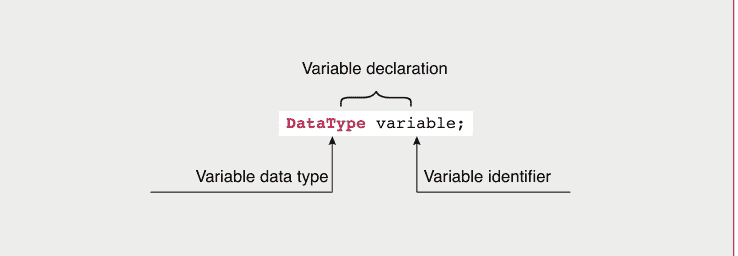 Variable declaration
DataType variable;
Variable data type
Variable identifier